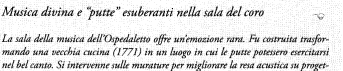 Musica divina e "putte" esuberanti nella sala del coro
La sala della musica dell'Ospedaletto offre un'emozione rara. Fu costruita trasfor-
mando una vecchia cucina (1771) in un luogo in cui le putte potessero esercitarsi
nel bel canto. Si intervenne sulle murature per migliorare la resa acustica su proget-